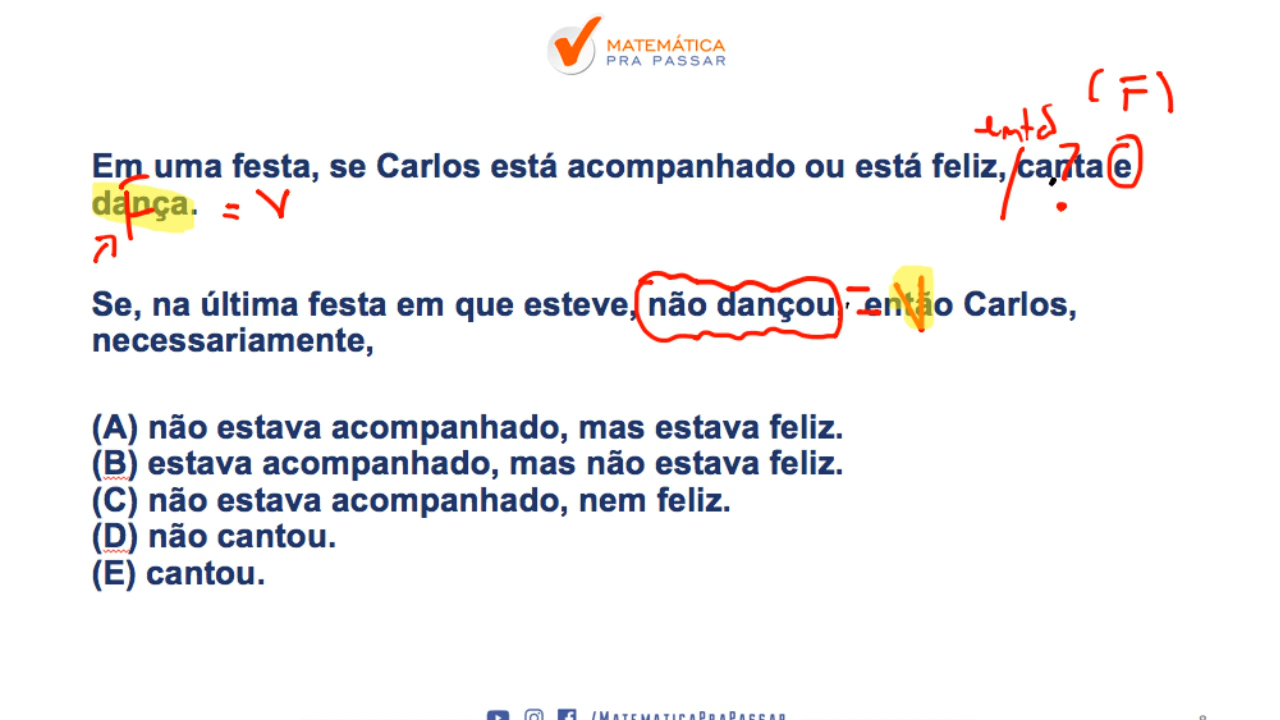 MATEMÁTICA
PRA PASSAR
(F)
então
Em uma festa, se Carlos está acompanhado ou está feliz, / canta ? e
dança. F = V
Se, na última festa em que esteve, não dançou, = V então Carlos,
necessariamente,
(A) não estava acompanhado, mas estava feliz.
(B) estava acompanhado, mas não estava feliz.
(C) não estava acompanhado, nem feliz.
(D) não cantou.
(E) cantou.
/MATEMATICAPRAPASSAR